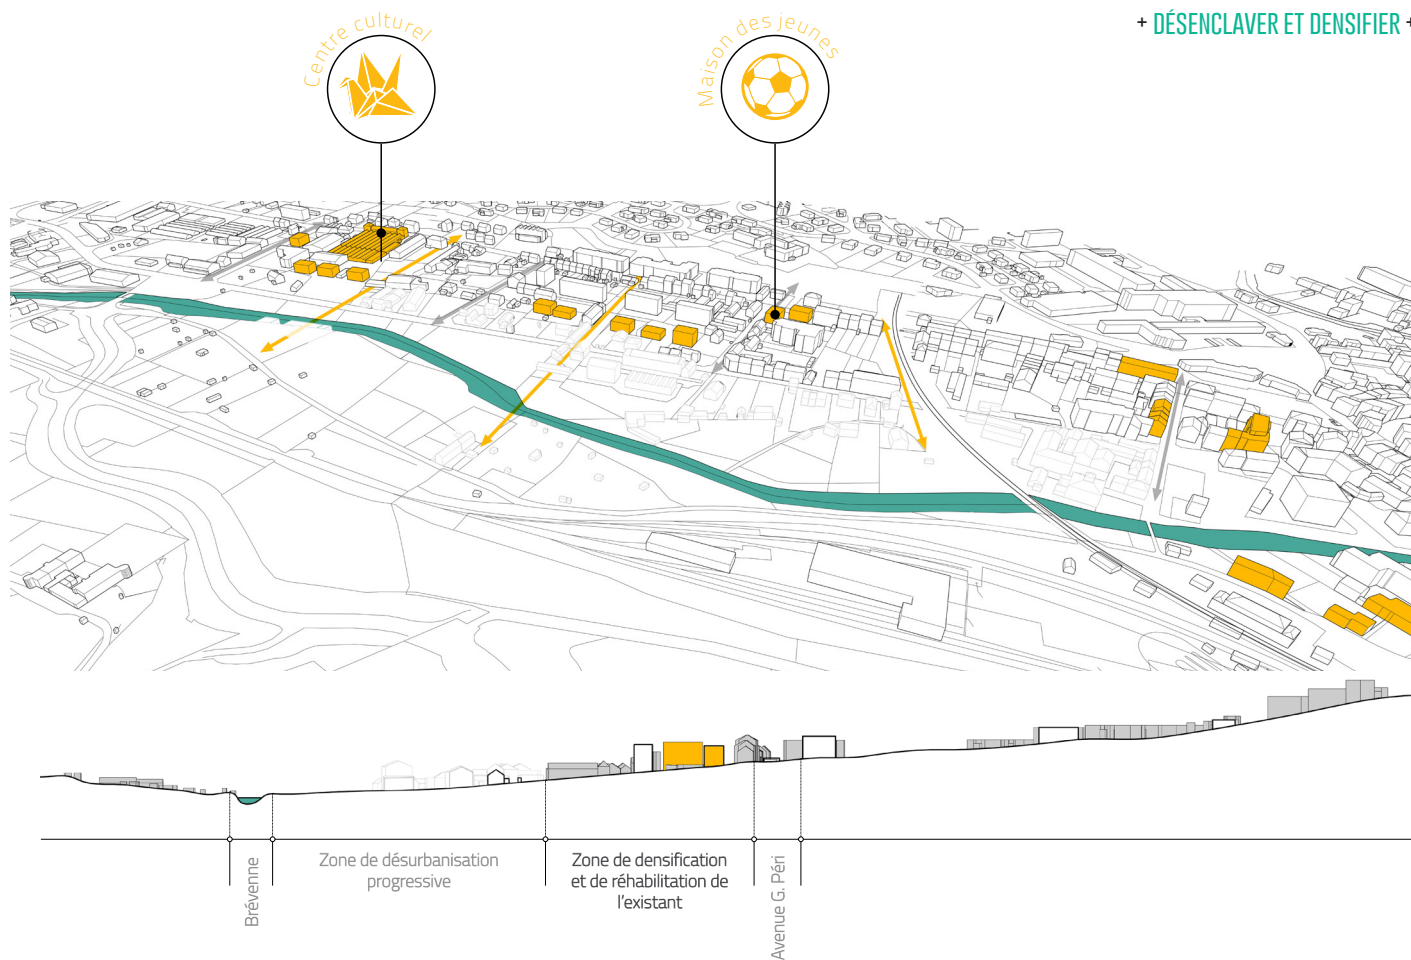 + DÉSENCLAVER ET DENSIFIER +
Centre culturel
Maison des jeunes
Brévenne
Zone de désurbanisation
progressive
Zone de densification
et de réhabilitation de
l'existant
Avenue G. Péri